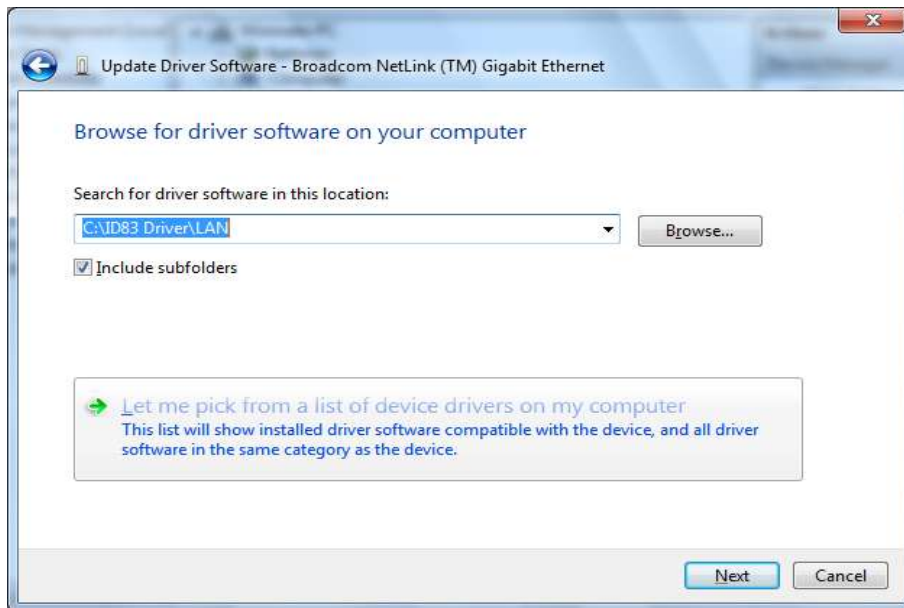 Update Driver Software - Broadcom NetLink (TM) Gigabit Ethernet
Browse for driver software on your computer
Search for driver software in this location:
C:\ID83 Driver\LAN
Browse...
Include subfolders
Let me pick from a list of device drivers on my computer
This list will show installed driver software compatible with the device, and all driver
software in the same category as the device.
Next
Cancel